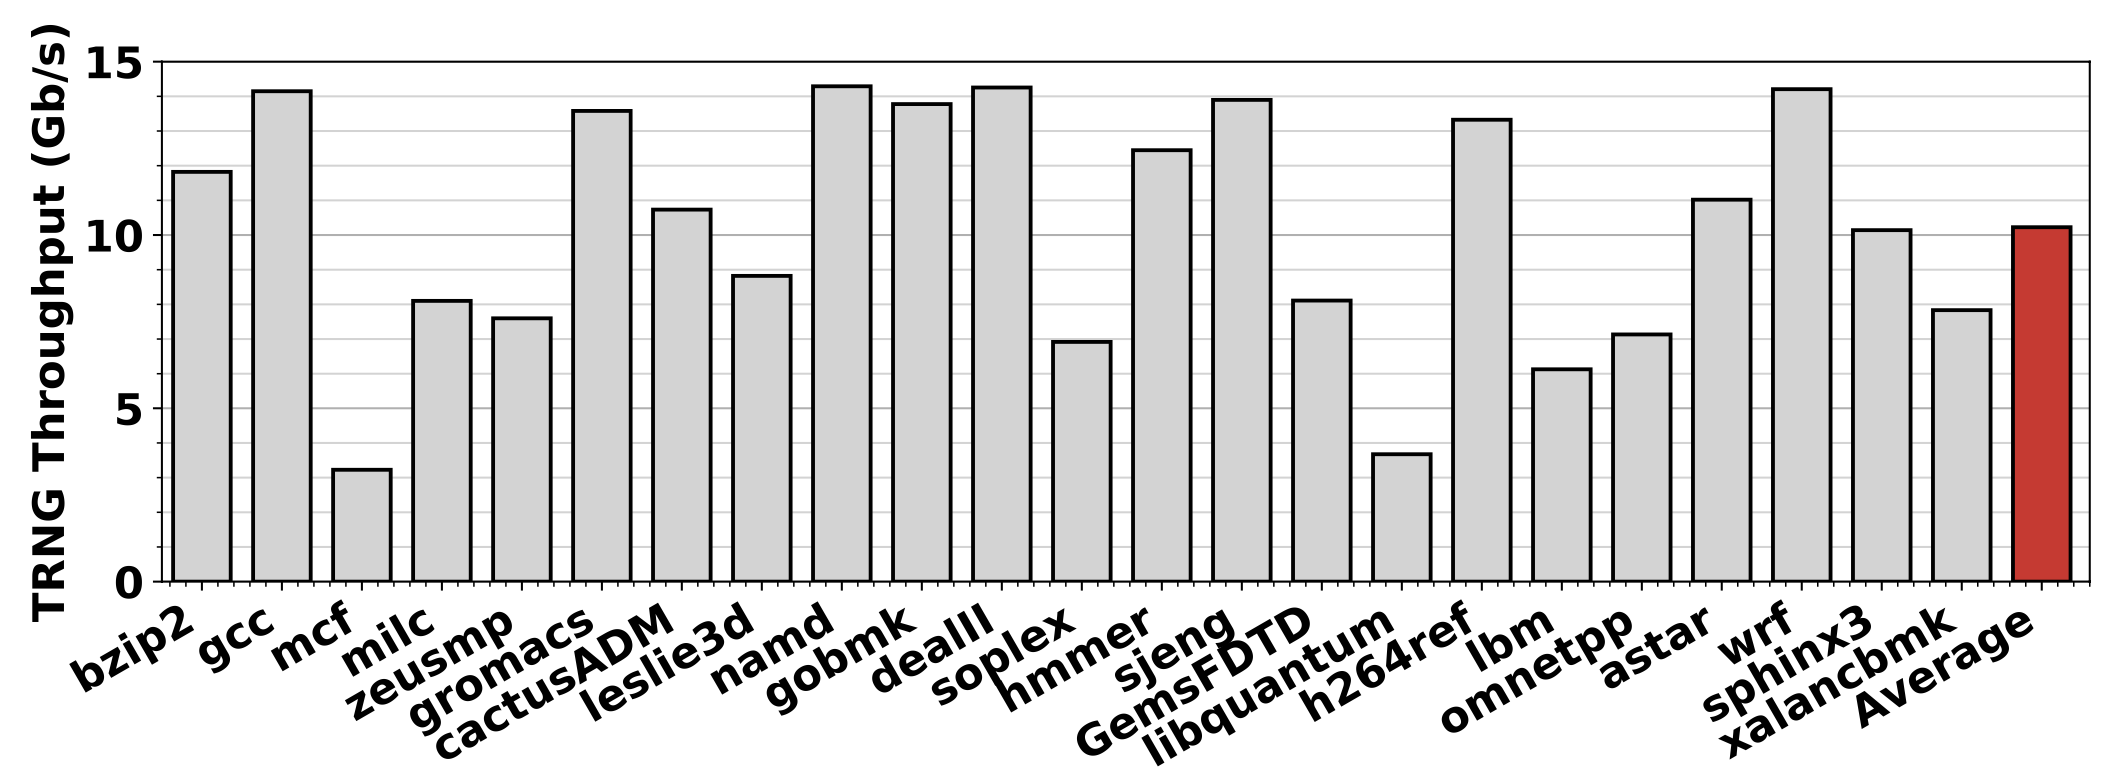 TRNG Throughput (Gb/s)
15
10
5
0
bzip2
gcc
mcf
milc
zeusmp
gromacs
cactusADM
leslie3d
namd
gobmk
dealII
soplex
hmmer
sjeng
GemsFDTD
libquantum
h264ref
lbm
omnetpp
astar
wrf
sphinx3
xalancbmk
Average